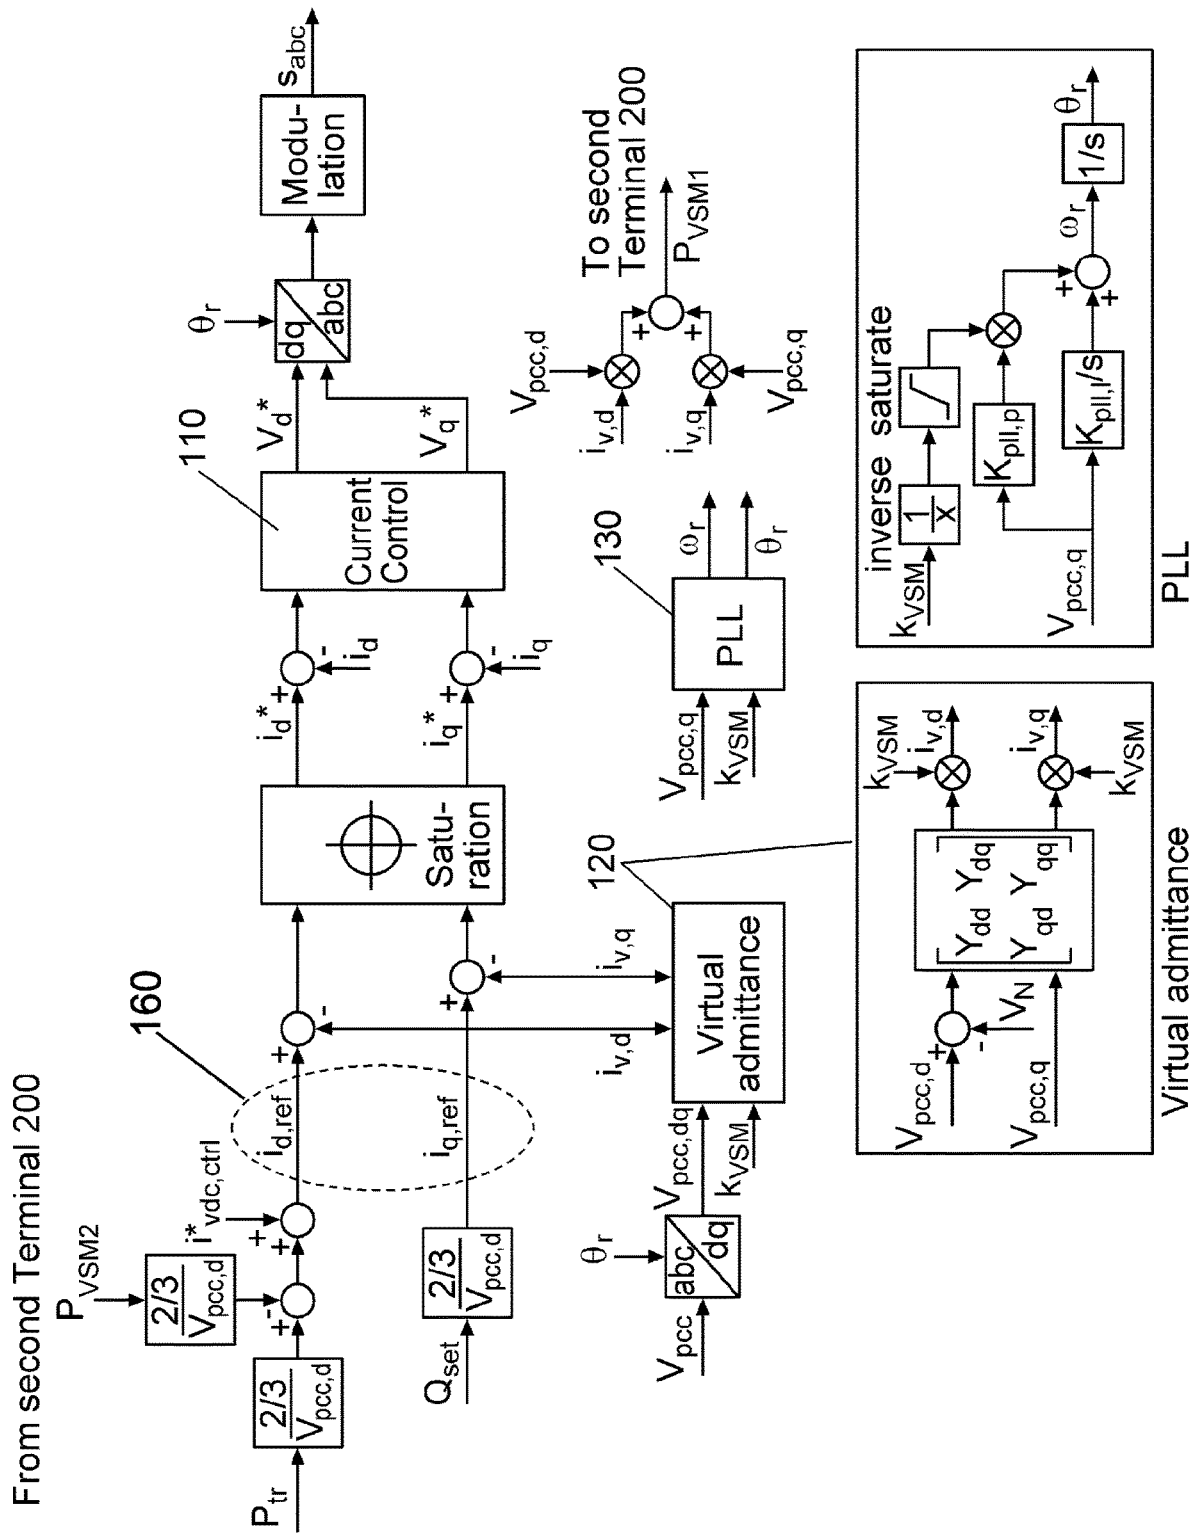 From second Terminal 200
P_tr
2/3
V_pcc,d
P_VSM2
2/3
V_pcc,d
+
-
i*_vdc,ctrl
+
+
i_d,ref
160
Q_set
2/3
V_pcc,d
i_q,ref
+
-
+
-
i_v,d
i_v,q
Satu-
ration
i_d*
i_q*
+
-
i_d
+
-
i_q
Current
Control
110
V_d*
V_q*
θ_r
dq
abc
Modu-
lation
s_abc
V_pcc
θ_r
abc
dq
V_pcc,dq
k_VSM
Virtual
admittance
120
V_pcc,q
k_VSM
PLL
130
ω_r
θ_r
i_v,d
V_pcc,d
i_v,q
V_pcc,q
+
+
To second
Terminal 200
P_VSM1
V_pcc,d
+
-
V_N
V_pcc,q
Y_dd Y_dq
Y_qd Y_qq
k_VSM
i_v,d
i_v,q
k_VSM
Virtual admittance
inverse saturate
k_VSM
1
x
K_pll,p
V_pcc,q
K_pll,I/s
+
+
ω_r
1/s
θ_r
PLL